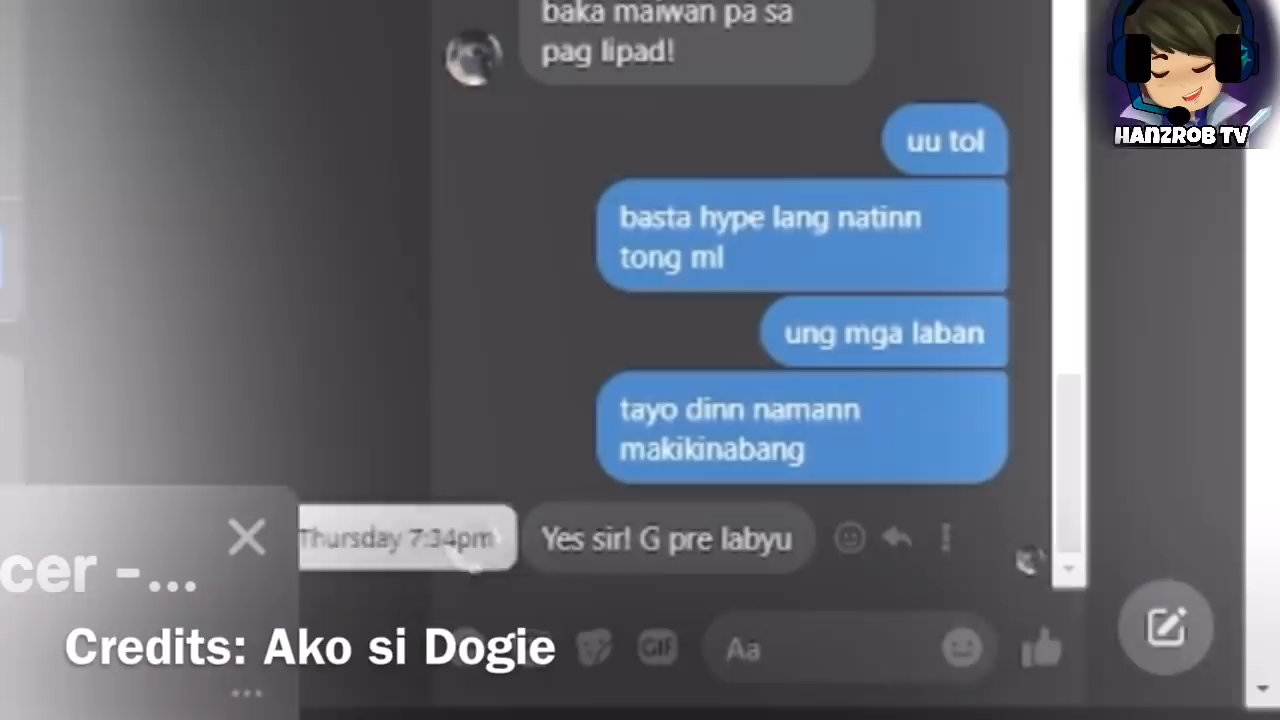 baka maiwan pa sa
pag lipad!
HANZROB TV
uu tol
basta hype lang natinn
tong ml
ung mga laban
tayo dinn namann
makikinabang
Thursday 7:34pm
Yes sir! G pre labyu
cer -...
Credits: Ako si Dogie
GIF
Aa